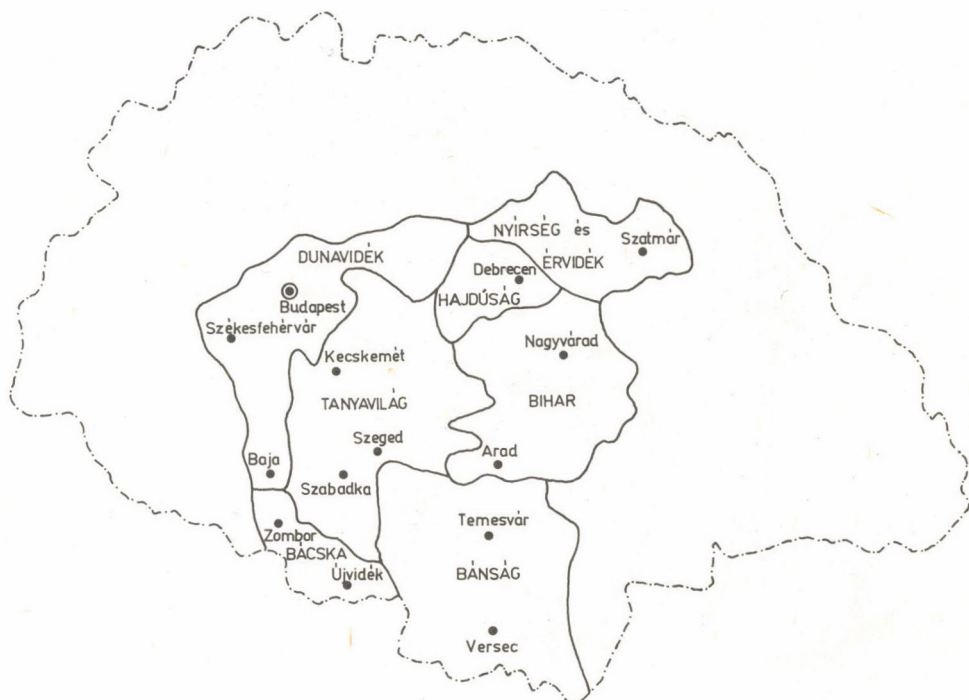 NYÍRSÉG és
ÉRVIDÉK
Szatmár
DUNAVIDÉK
Debrecen
HAJDÚSÁG
Budapest
Székesfehérvár
Nagyvárad
Kecskemét
TANYAVILÁG
BIHAR
Szeged
Arad
Baja
Szabadka
Temesvár
Zombor
BÁCSKA
Újvidék
BÁNSÁG
Versec